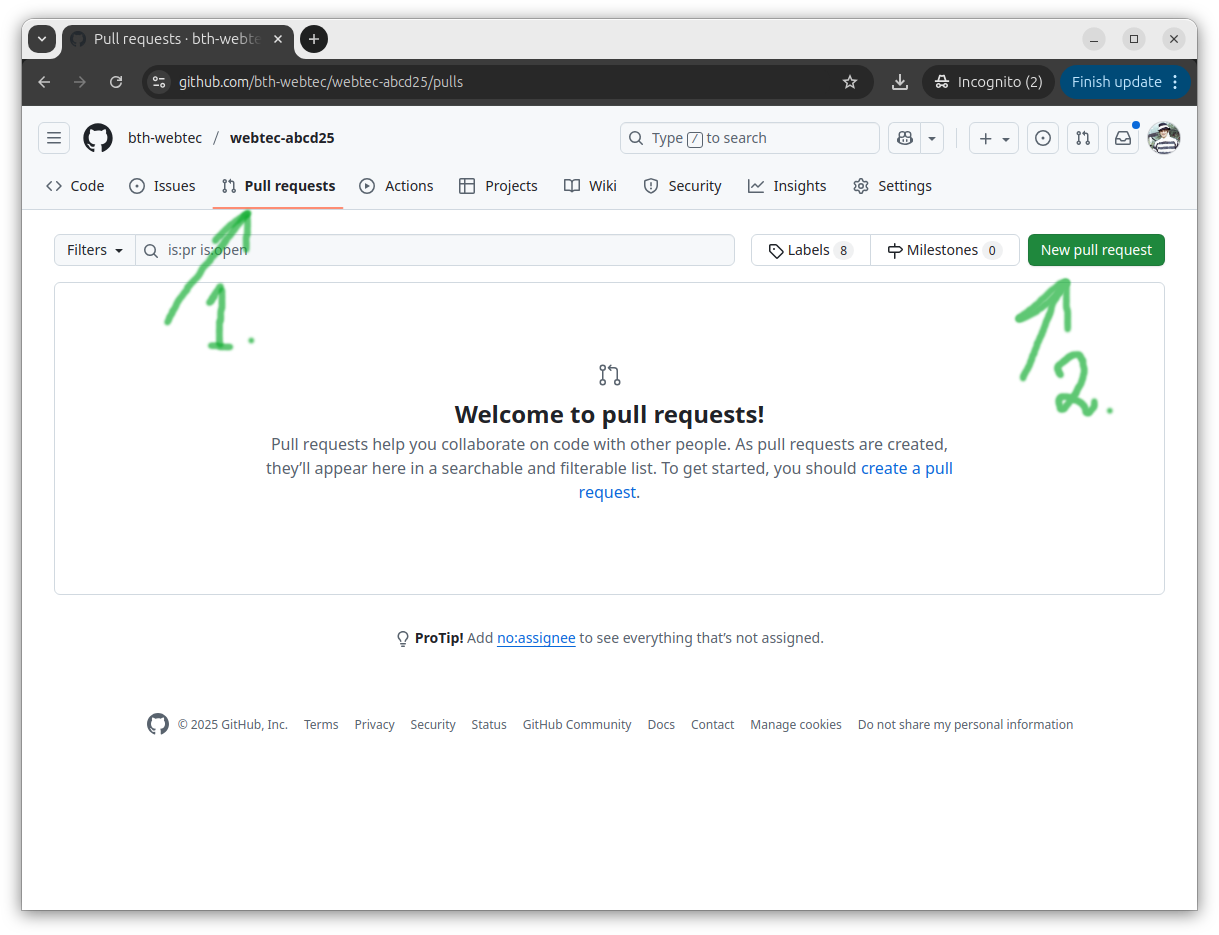 Pull requests · bth-webte
github.com/bth-webtec/webtec-abcd25/pulls
Incognito (2)
Finish update
bth-webtec / webtec-abcd25
Type / to search
Code
Issues
Pull requests
Actions
Projects
Wiki
Security
Insights
Settings
Filters
is:pr is:open
Labels 8
Milestones 0
New pull request
1.
2.
Welcome to pull requests!
Pull requests help you collaborate on code with other people. As pull requests are created,
they’ll appear here in a searchable and filterable list. To get started, you should create a pull
request.
ProTip! Add no:assignee to see everything that’s not assigned.
© 2025 GitHub, Inc. Terms Privacy Security Status GitHub Community Docs Contact Manage cookies Do not share my personal information